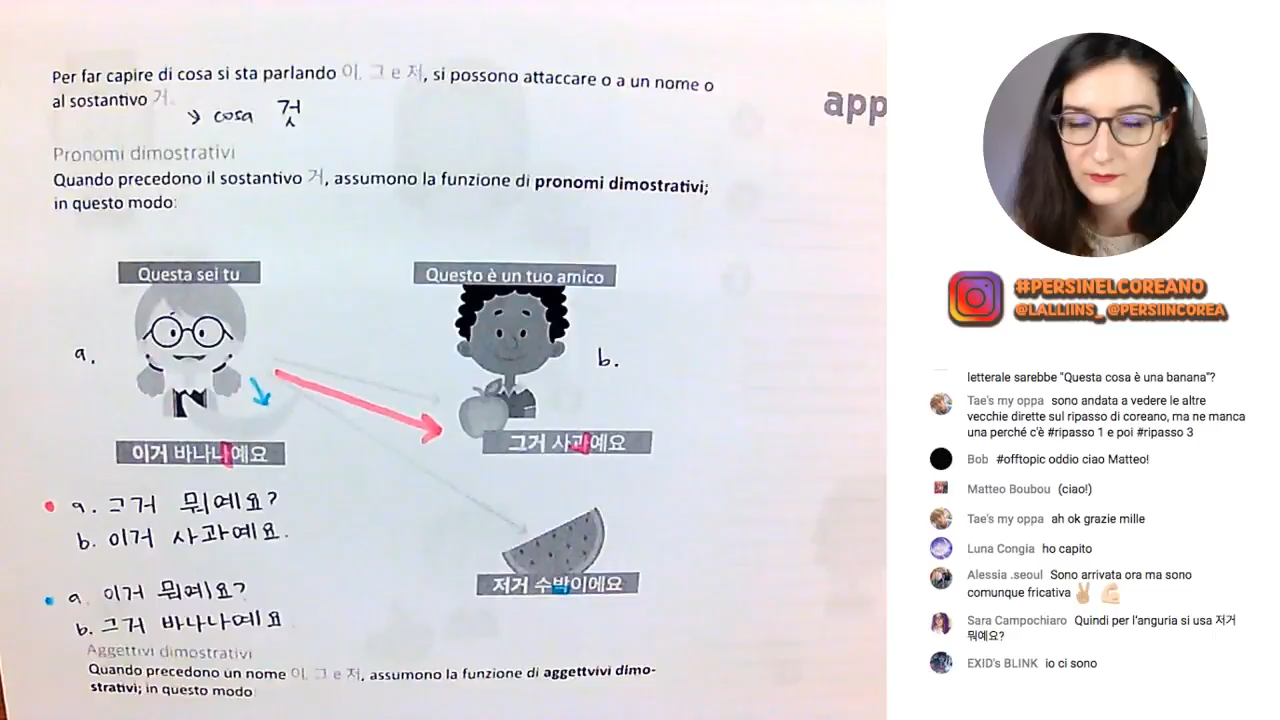 Per far capire di cosa si sta parlando 이, 그 e 저, si possono attaccare o a un nome o
al sostantivo 거.
cosa 것
app
Pronomi dimostrativi
Quando precedono il sostantivo 거, assumono la funzione di pronomi dimostrativi;
in questo modo:
Questa sei tu
Questo è un tuo amico
a.
b.
이거 바나나예요
그거 사과예요
a. 그거 뭐예요?
b. 이거 사과예요.
저거 수박이에요
a. 이거 뭐예요?
b. 그거 바나나예요
Aggettivi dimostrativi
Quando precedono un nome 이, 그 e 저, assumono la funzione di aggettvivi dimo-
strativi; in questo modo
#PERSINELCOREANO
@LALLIINS_ @PERSIINCOREA
letterale sarebbe "Questa cosa è una banana"?
Tae's my oppa sono andata a vedere le altre
vecchie dirette sul ripasso di coreano, ma ne manca
una perché c'è #ripasso 1 e poi #ripasso 3
Bob #offtopic oddio ciao Matteo!
Matteo Boubou (ciao!)
Tae's my oppa ah ok grazie mille
Luna Congia ho capito
Alessia .seoul Sono arrivata ora ma sono
comunque fricativa ✌🏼 💪🏼
Sara Campochiaro Quindi per l'anguria si usa 저거
뭐예요?
EXID's BLINK io ci sono